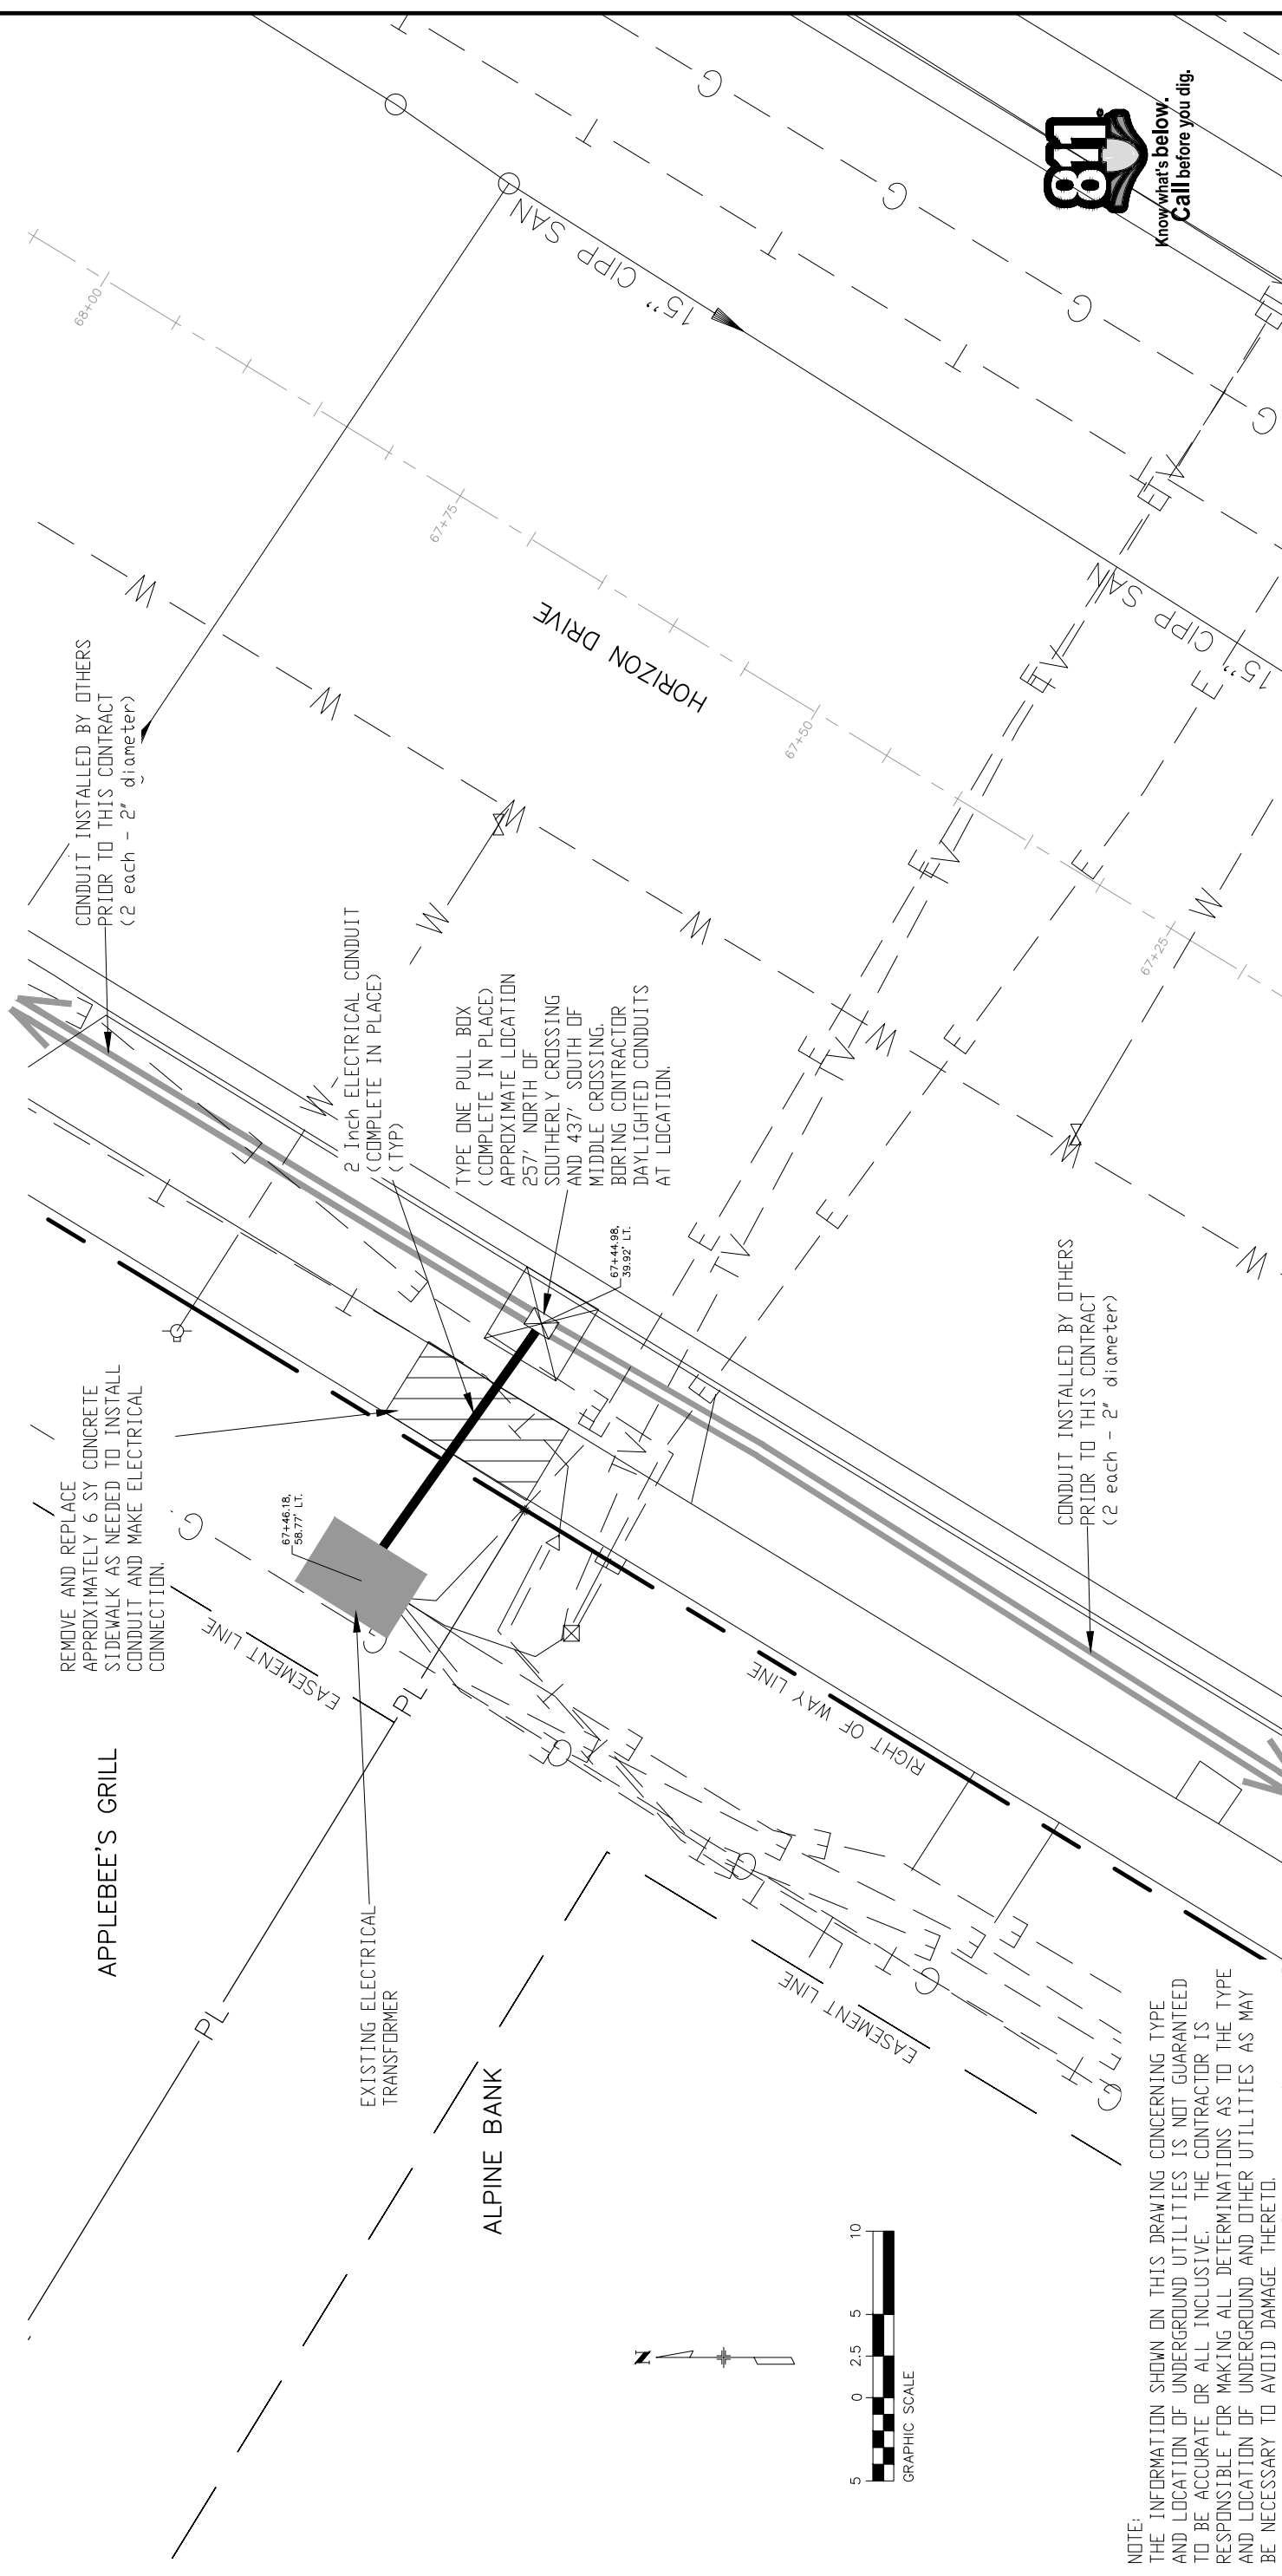 APPLEBEE'S GRILL
REMOVE AND REPLACE
APPROXIMATELY 6 SY CONCRETE
SIDEWALK AS NEEDED TO INSTALL
CONDUIT AND MAKE ELECTRICAL
CONNECTION.
CONDUIT INSTALLED BY OTHERS
PRIOR TO THIS CONTRACT
(2 each - 2" diameter)
68+00
PL
EASEMENT LINE
67+46.18,
58.77' LT.
2 Inch ELECTRICAL CONDUIT
(COMPLETE IN PLACE)
(TYP)
EXISTING ELECTRICAL
TRANSFORMER
PL
TYPE ONE PULL BOX
(COMPLETE IN PLACE)
APPROXIMATE LOCATION
257' NORTH OF
SOUTHERLY CROSSING
AND 437' SOUTH OF
MIDDLE CROSSING.
BORING CONTRACTOR
DAYLIGHTED CONDUITS
AT LOCATION.
67+75
15" CIPP SAN
ALPINE BANK
67+44.98,
39.92' LT.
HORIZON DRIVE
67+50
RIGHT OF WAY LINE
EASEMENT LINE
N
5 0 2.5 5 10
GRAPHIC SCALE
CONDUIT INSTALLED BY OTHERS
PRIOR TO THIS CONTRACT
(2 each - 2" diameter)
67+25
15" CIPP SAN
811
Know what's below.
Call before you dig.
NOTE:
THE INFORMATION SHOWN ON THIS DRAWING CONCERNING TYPE
AND LOCATION OF UNDERGROUND UTILITIES IS NOT GUARANTEED
TO BE ACCURATE OR ALL INCLUSIVE. THE CONTRACTOR IS
RESPONSIBLE FOR MAKING ALL DETERMINATIONS AS TO THE TYPE
AND LOCATION OF UNDERGROUND AND OTHER UTILITIES AS MAY
BE NECESSARY TO AVOID DAMAGE THERETO.